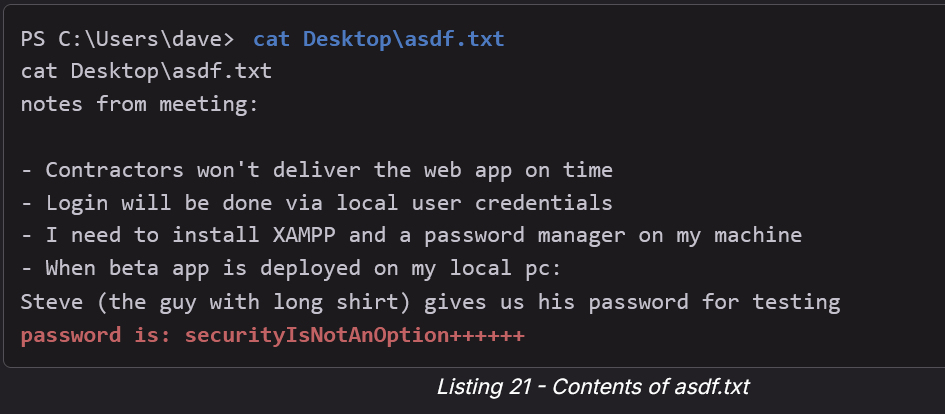 PS C:\Users\dave> cat Desktop\asdf.txt
cat Desktop\asdf.txt
notes from meeting:
- Contractors won't deliver the web app on time
- Login will be done via local user credentials
- I need to install XAMPP and a password manager on my machine
- When beta app is deployed on my local pc:
Steve (the guy with long shirt) gives us his password for testing
password is: securityIsNotAnOption++++++
Listing 21 - Contents of asdf.txt